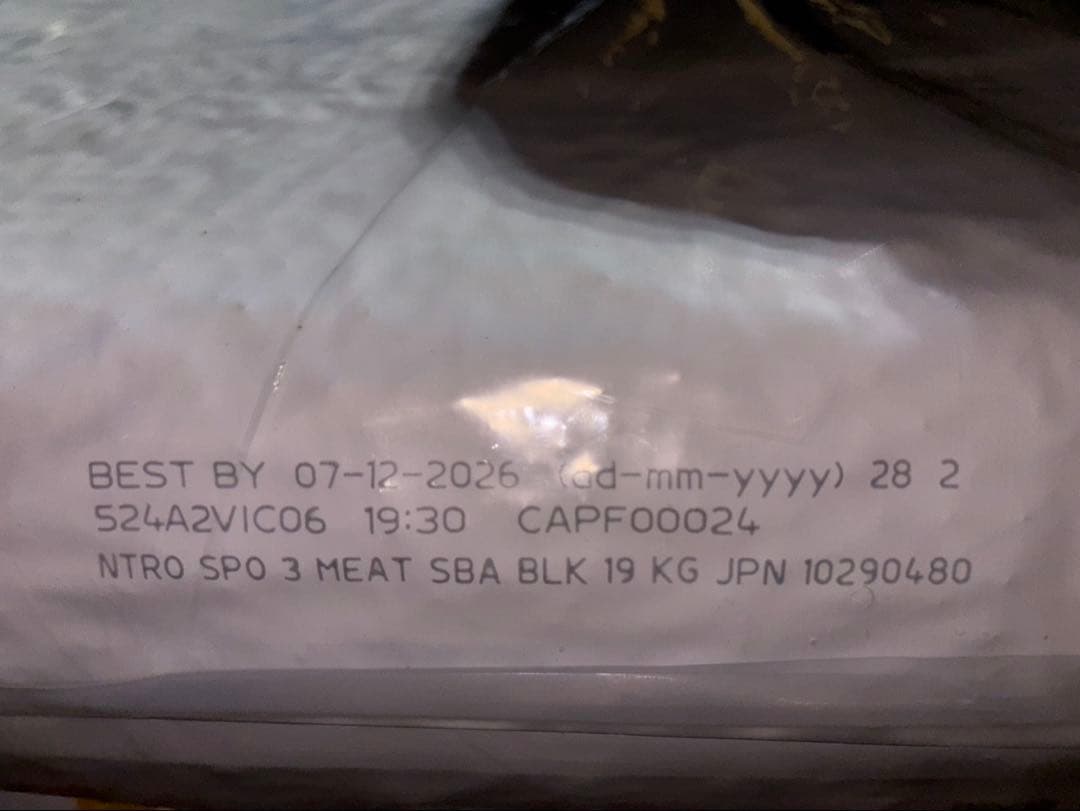 BEST BY 07-12-2026 (dd-mm-yyyy) 28 2
524A2VIC06 19:30 CAPF00024
NTRO SPO 3 MEAT SBA BLK 19 KG JPN 10290480